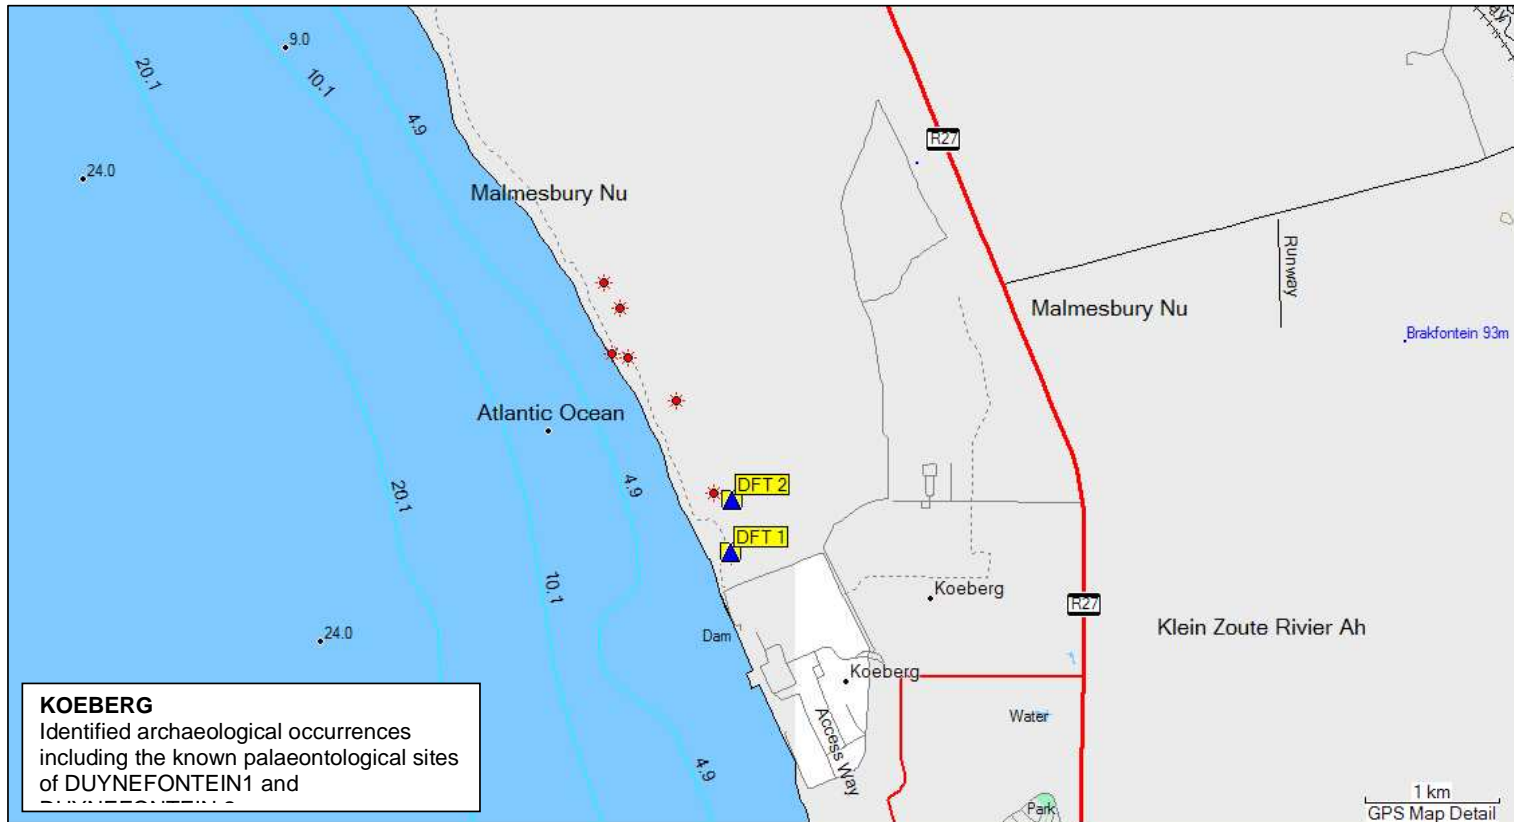 9.0
20.1
10.1
4.9
R27
24.0
Malmesbury Nu
Runway
Malmesbury Nu
Brakfontein 93m
Atlantic Ocean
4.9
20.1
DFT 2
DFT 1
10.1
Koeberg
R27
24.0
Dam
Klein Zoute Rivier Ah
Koeberg
Water
Access Way
4.9
Park
1 km
GPS Map Detail
KOEBERG
Identified archaeological occurrences
including the known palaeontological sites
of DUYNEFONTEIN1 and